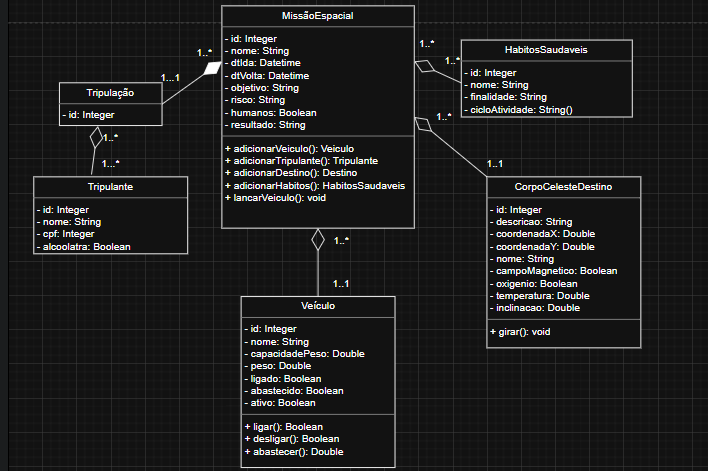 MissãoEspacial
- id: Integer
- nome: String
- dtIda: Datetime
- dtVolta: Datetime
- objetivo: String
- risco: String
- humanos: Boolean
- resultado: String
+ adicionarVeiculo(): Veiculo
+ adicionarTripulante(): Tripulante
+ adicionarDestino(): Destino
+ adicionarHabitos(): HabitosSaudaveis
+ lancarVeiculo(): void
1..*
1...1
Tripulação
- id: Integer
1..*
1...*
Tripulante
- id: Integer
- nome: String
- cpf: Integer
- alcoolatra: Boolean
1..*
1..*
HabitosSaudaveis
- id: Integer
- nome: String
- finalidade: String
- cicloAtividade: String()
1..*
1..1
CorpoCelesteDestino
- id: Integer
- descricao: String
- coordenadaX: Double
- coordenadaY: Double
- nome: String
- campoMagnetico: Boolean
- oxigenio: Boolean
- temperatura: Double
- inclinacao: Double
+ girar(): void
1..*
1..1
Veículo
- id: Integer
- nome: String
- capacidadePeso: Double
- peso: Double
- ligado: Boolean
- abastecido: Boolean
- ativo: Boolean
+ ligar(): Boolean
+ desligar(): Boolean
+ abastecer(): Double